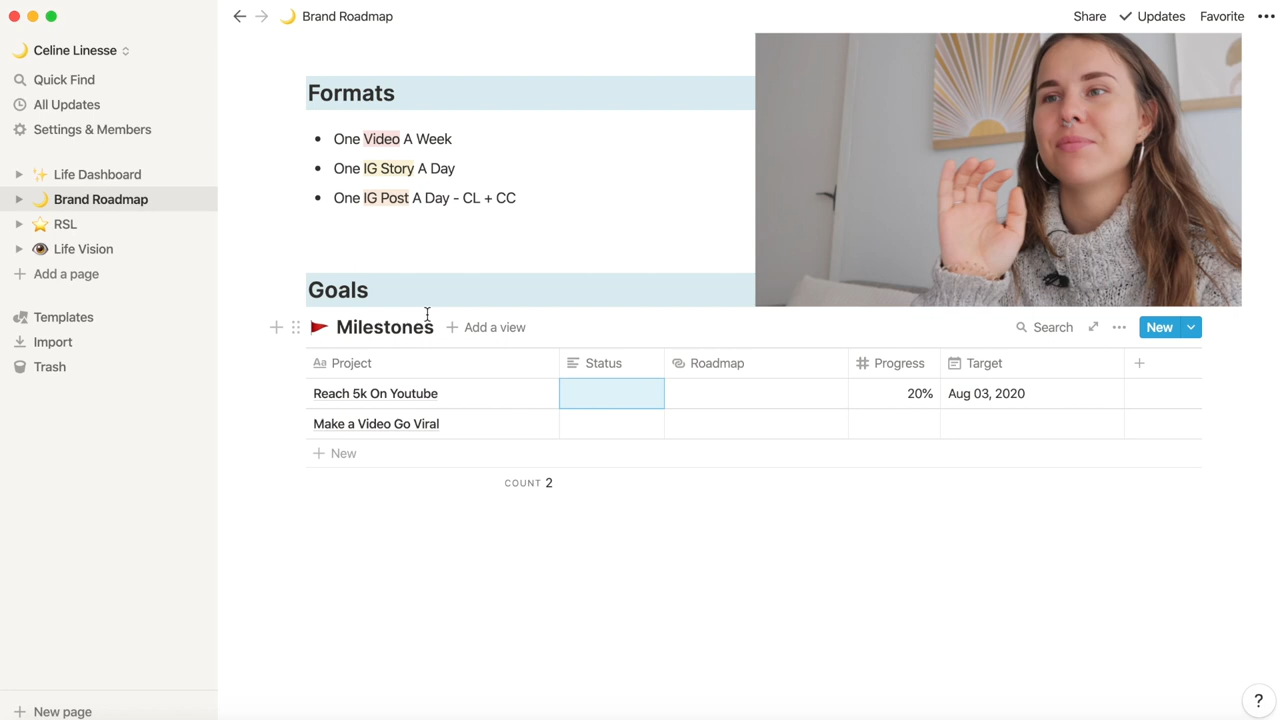 Brand Roadmap
Share
Updates
Favorite
Celine Linesse
Quick Find
All Updates
Settings & Members
Life Dashboard
Brand Roadmap
RSL
Life Vision
Add a page
Templates
Import
Trash
New page
Formats
One Video A Week
One IG Story A Day
One IG Post A Day - CL + CC
Goals
Milestones
Add a view
Search
New
Aa Project
Status
Roadmap
Progress
Target
Reach 5k On Youtube
20%
Aug 03, 2020
Make a Video Go Viral
New
COUNT 2
?